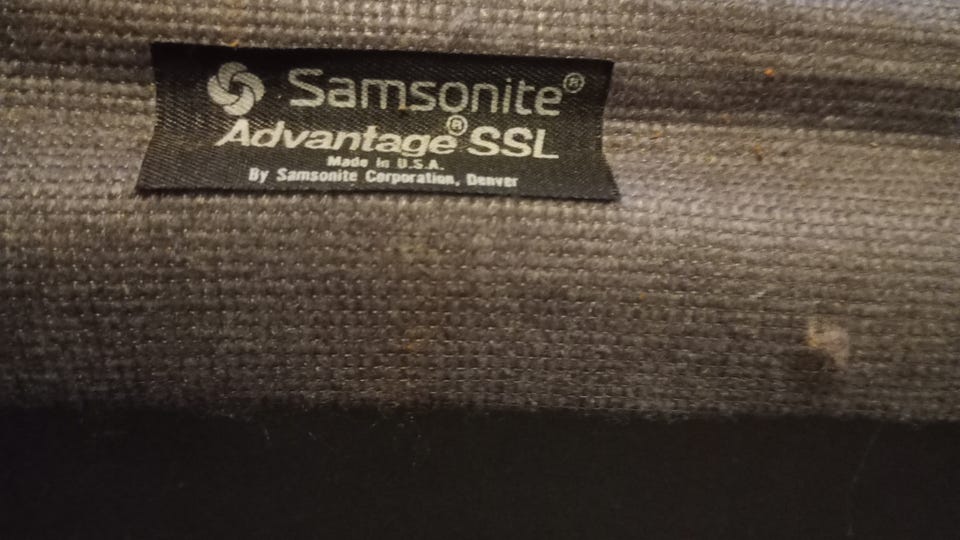 Samsonite®
Advantage® SSL
Made in U.S.A.
By Samsonite Corporation, Denver